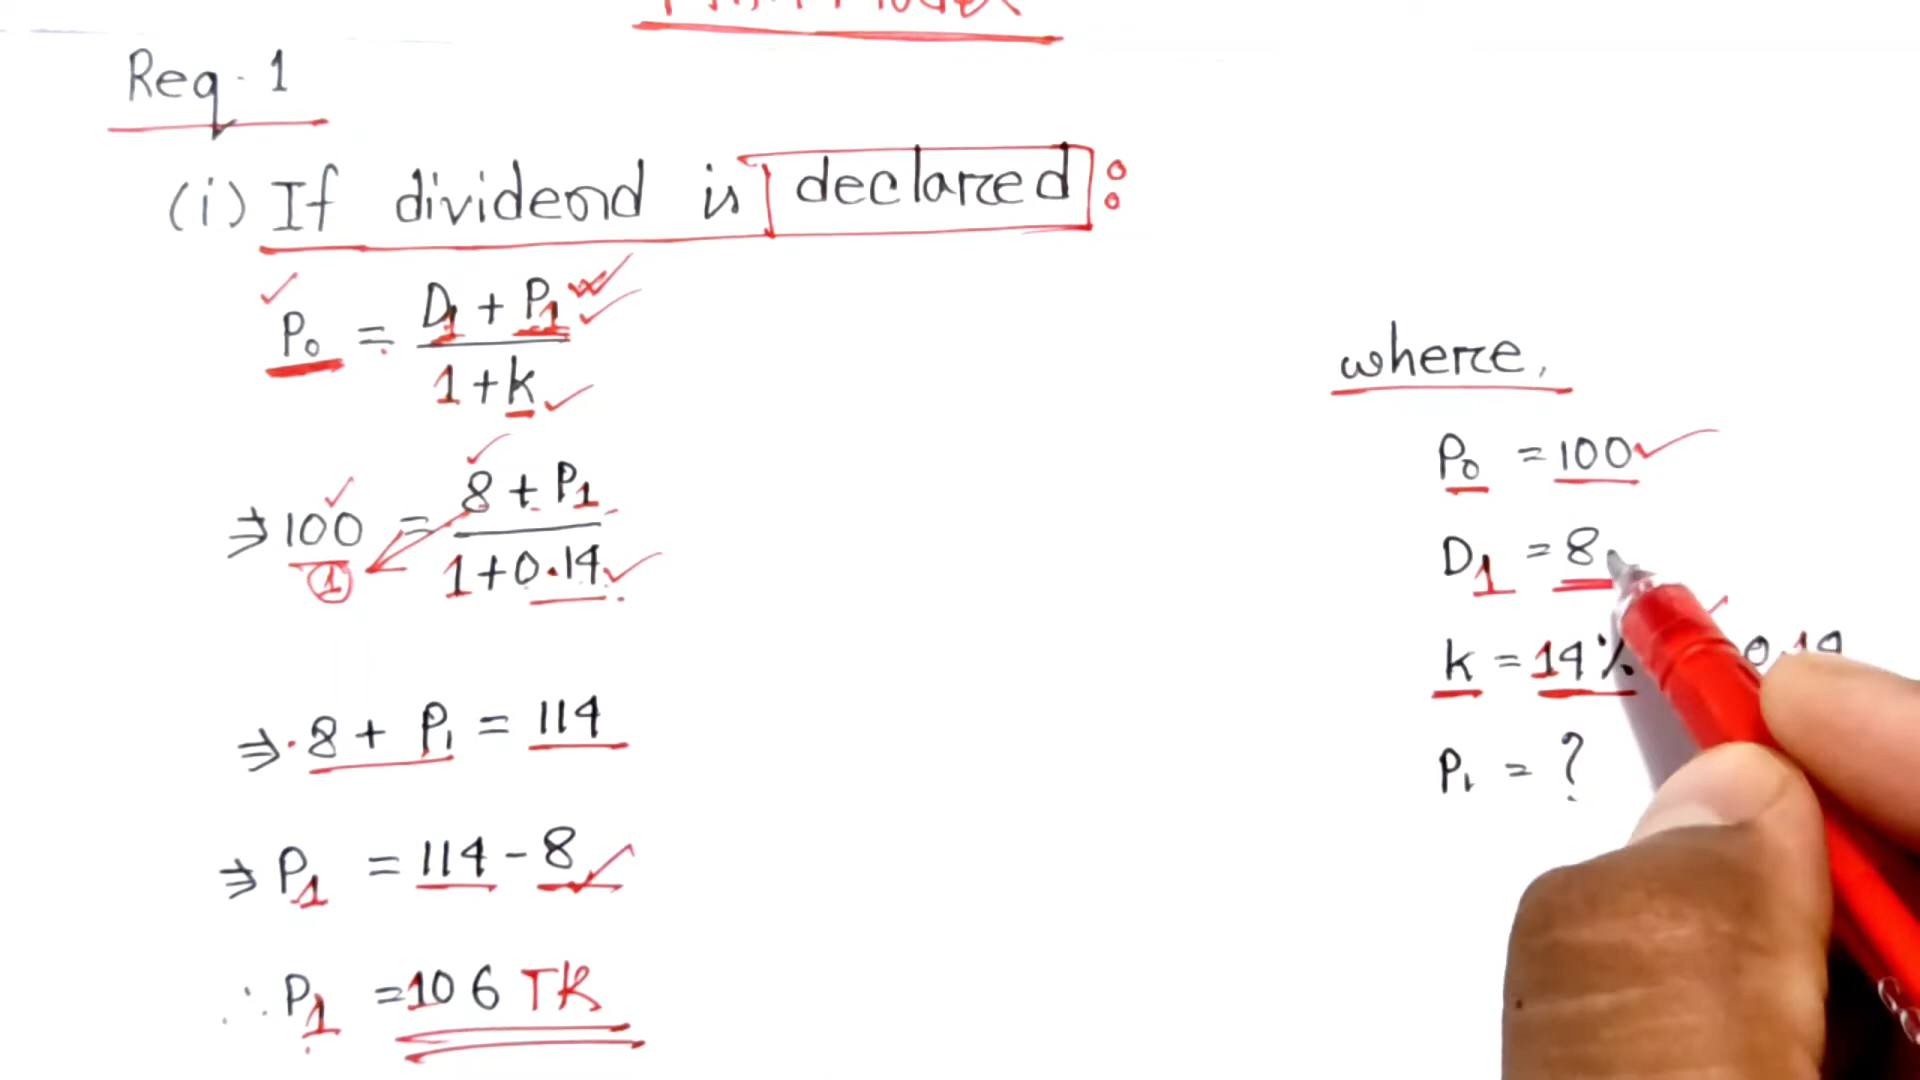 Req. 1
(i) If dividend is declared :
P₀ = D₁ + P₁ / 1 + k
⇒ 100 = 8 + P₁ / 1 + 0.14
1
⇒ 8 + P₁ = 114
⇒ P₁ = 114 - 8
∴ P₁ = 106 TK
where,
P₀ = 100
D₁ = 8
k = 14%
P₁ = ?